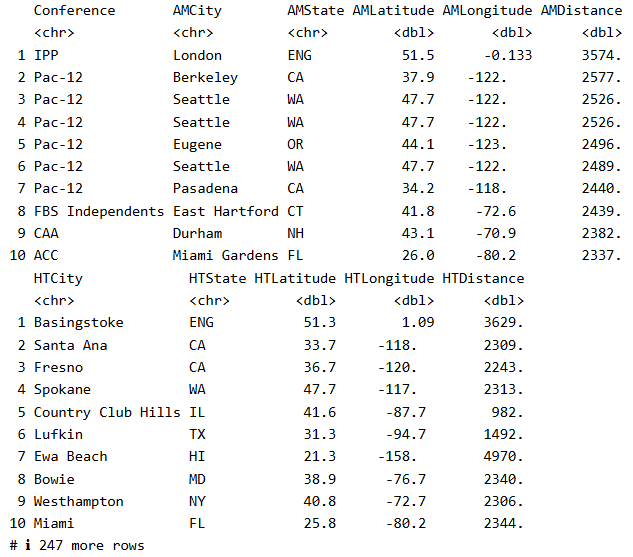 Conference       AMCity        AMState AMLatitude AMLongitude AMDistance
   <chr>            <chr>         <chr>        <dbl>       <dbl>      <dbl>
 1 IPP              London        ENG           51.5      -0.133      3574.
 2 Pac-12           Berkeley      CA            37.9    -122.         2577.
 3 Pac-12           Seattle       WA            47.7    -122.         2526.
 4 Pac-12           Seattle       WA            47.7    -122.         2526.
 5 Pac-12           Eugene        OR            44.1    -123.         2496.
 6 Pac-12           Seattle       WA            47.7    -122.         2489.
 7 Pac-12           Pasadena      CA            34.2    -118.         2440.
 8 FBS Independents East Hartford CT            41.8     -72.6        2439.
 9 CAA              Durham        NH            43.1     -70.9        2382.
10 ACC              Miami Gardens FL            26.0     -80.2        2337.
   HTCity             HTState HTLatitude HTLongitude HTDistance
   <chr>              <chr>        <dbl>       <dbl>      <dbl>
 1 Basingstoke        ENG           51.3        1.09      3629.
 2 Santa Ana          CA            33.7    -118.         2309.
 3 Fresno             CA            36.7    -120.         2243.
 4 Spokane            WA            47.7    -117.         2313.
 5 Country Club Hills IL            41.6     -87.7         982.
 6 Lufkin             TX            31.3     -94.7        1492.
 7 Ewa Beach          HI            21.3    -158.         4970.
 8 Bowie              MD            38.9     -76.7        2340.
 9 Westhampton        NY            40.8     -72.7        2306.
10 Miami              FL            25.8     -80.2        2344.
# ℹ 247 more rows